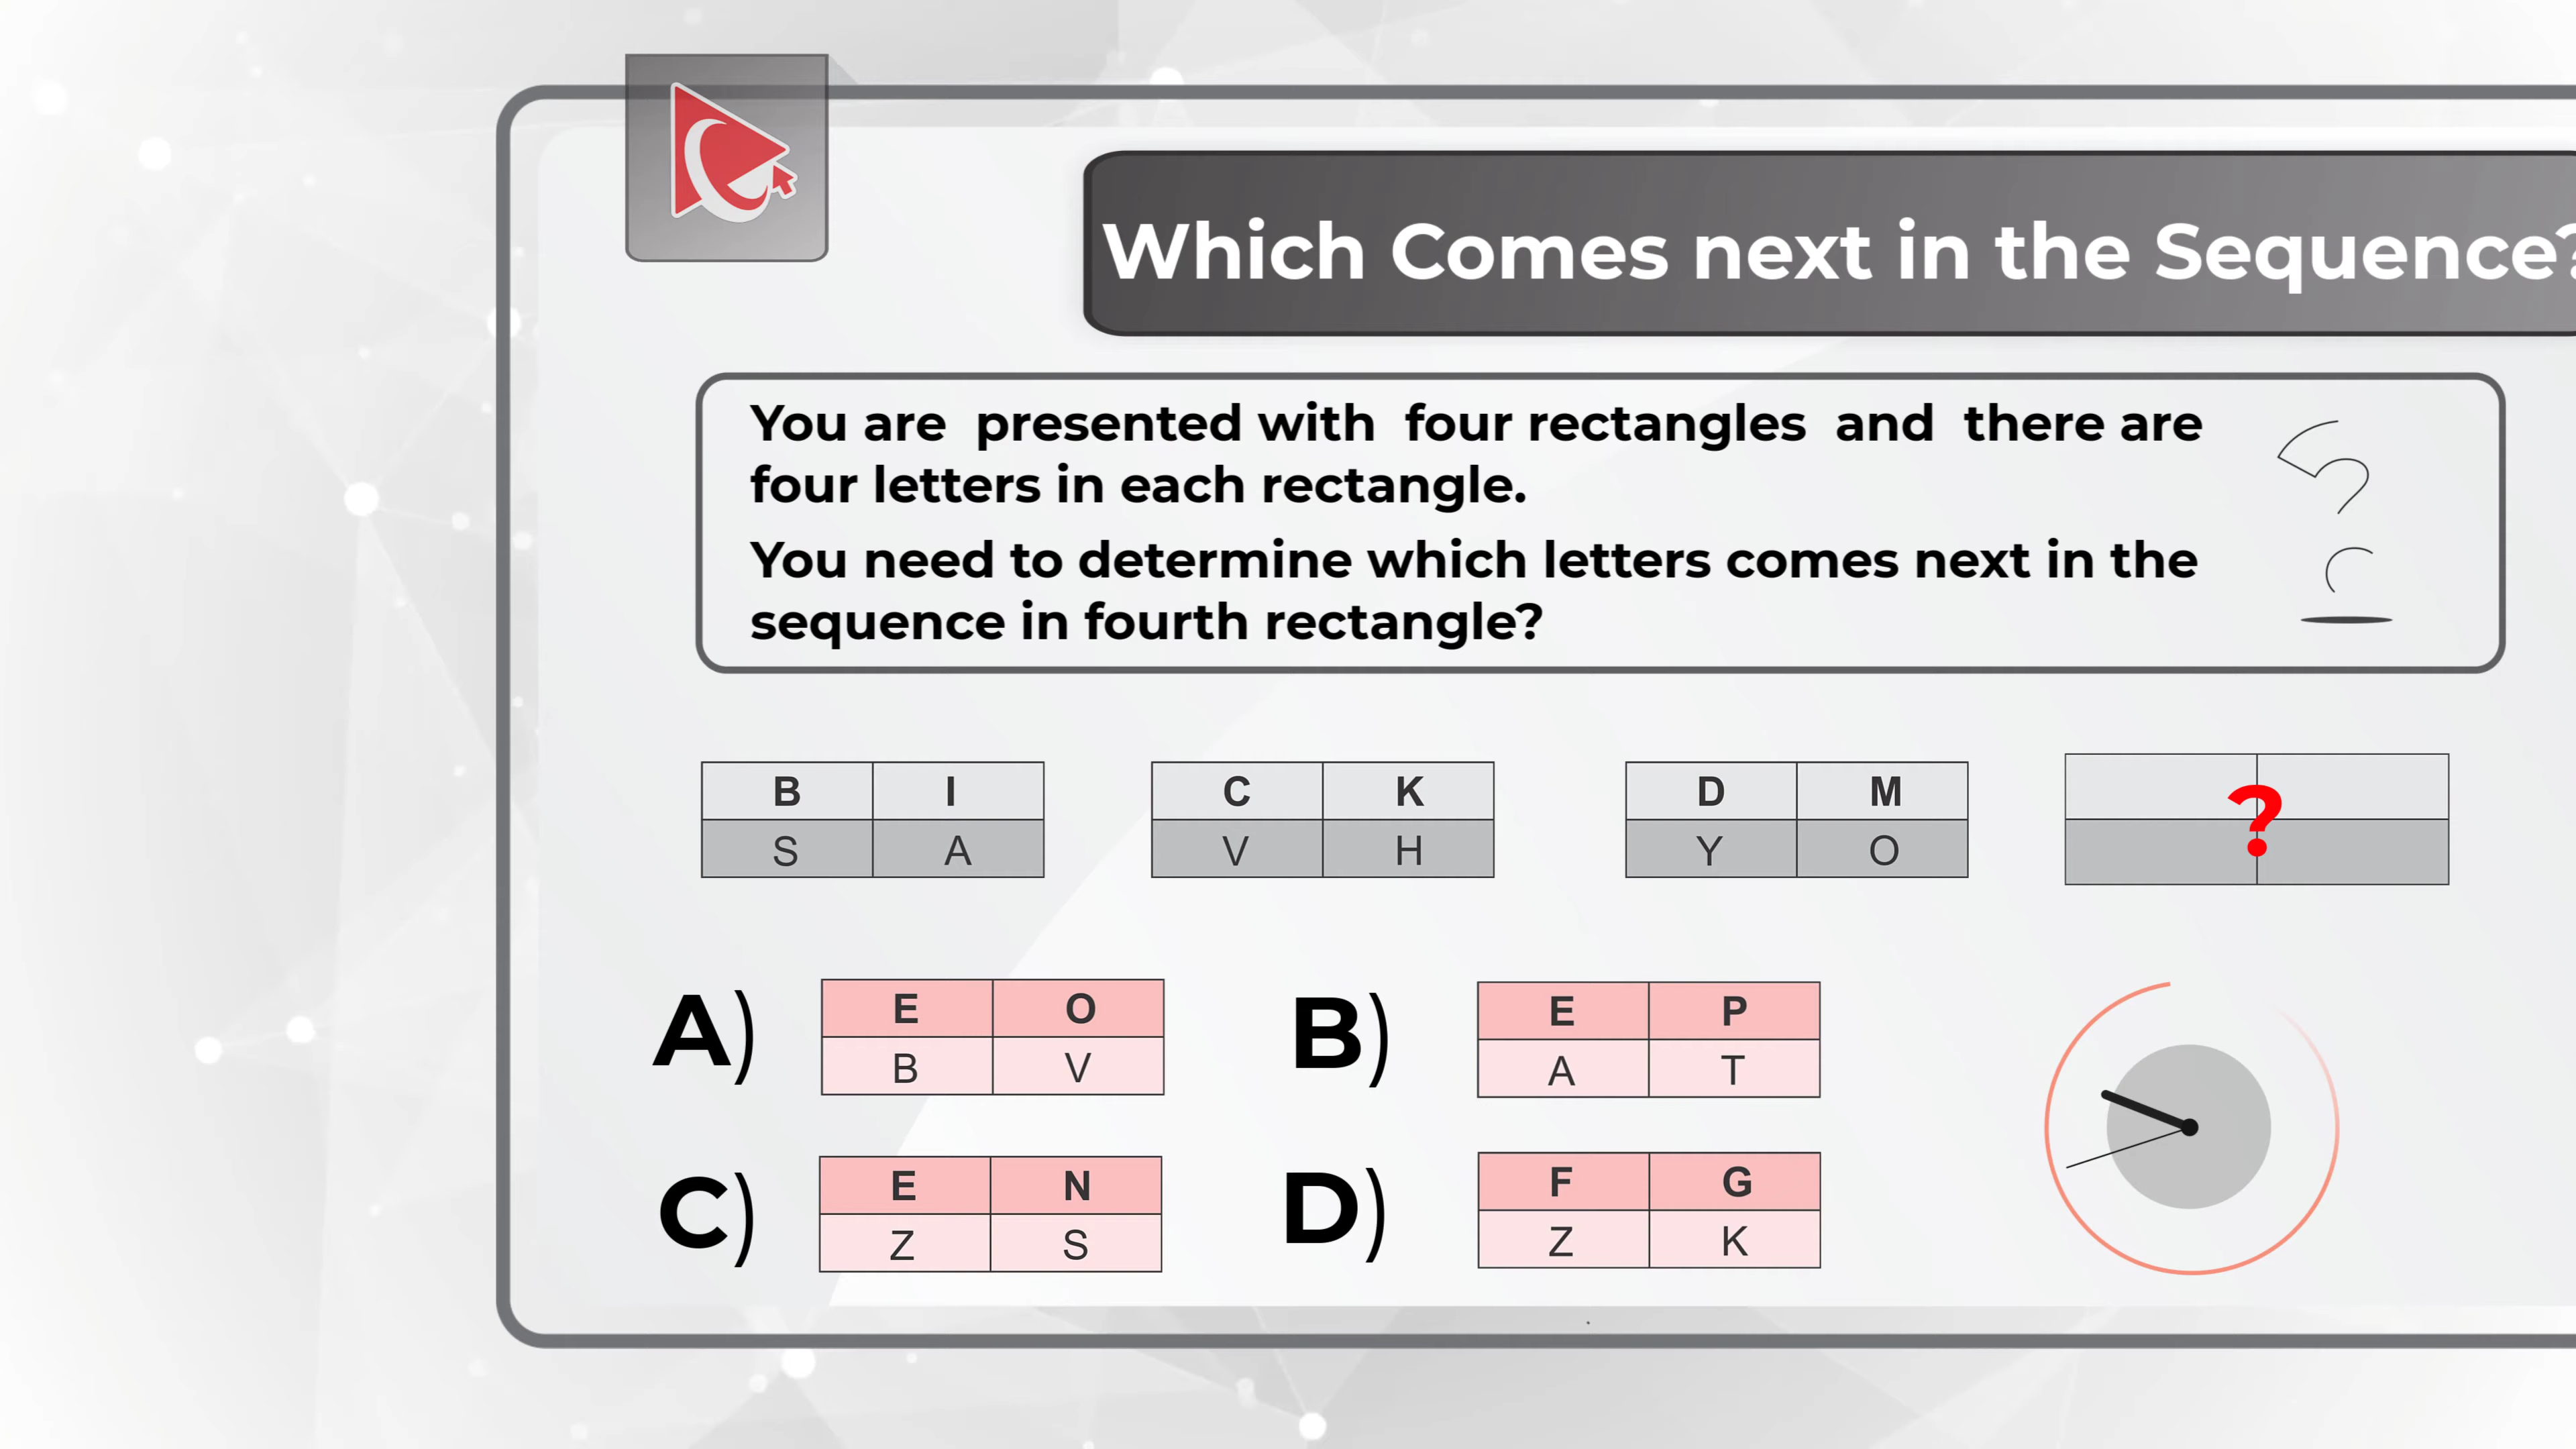 Which Comes next in the Sequence?
You are presented with four rectangles and there are
four letters in each rectangle.
You need to determine which letters comes next in the
sequence in fourth rectangle?
B I C K D M
S A V H Y O
?
A) E O B) E P
B V A T
C) E N D) F G
Z S Z K